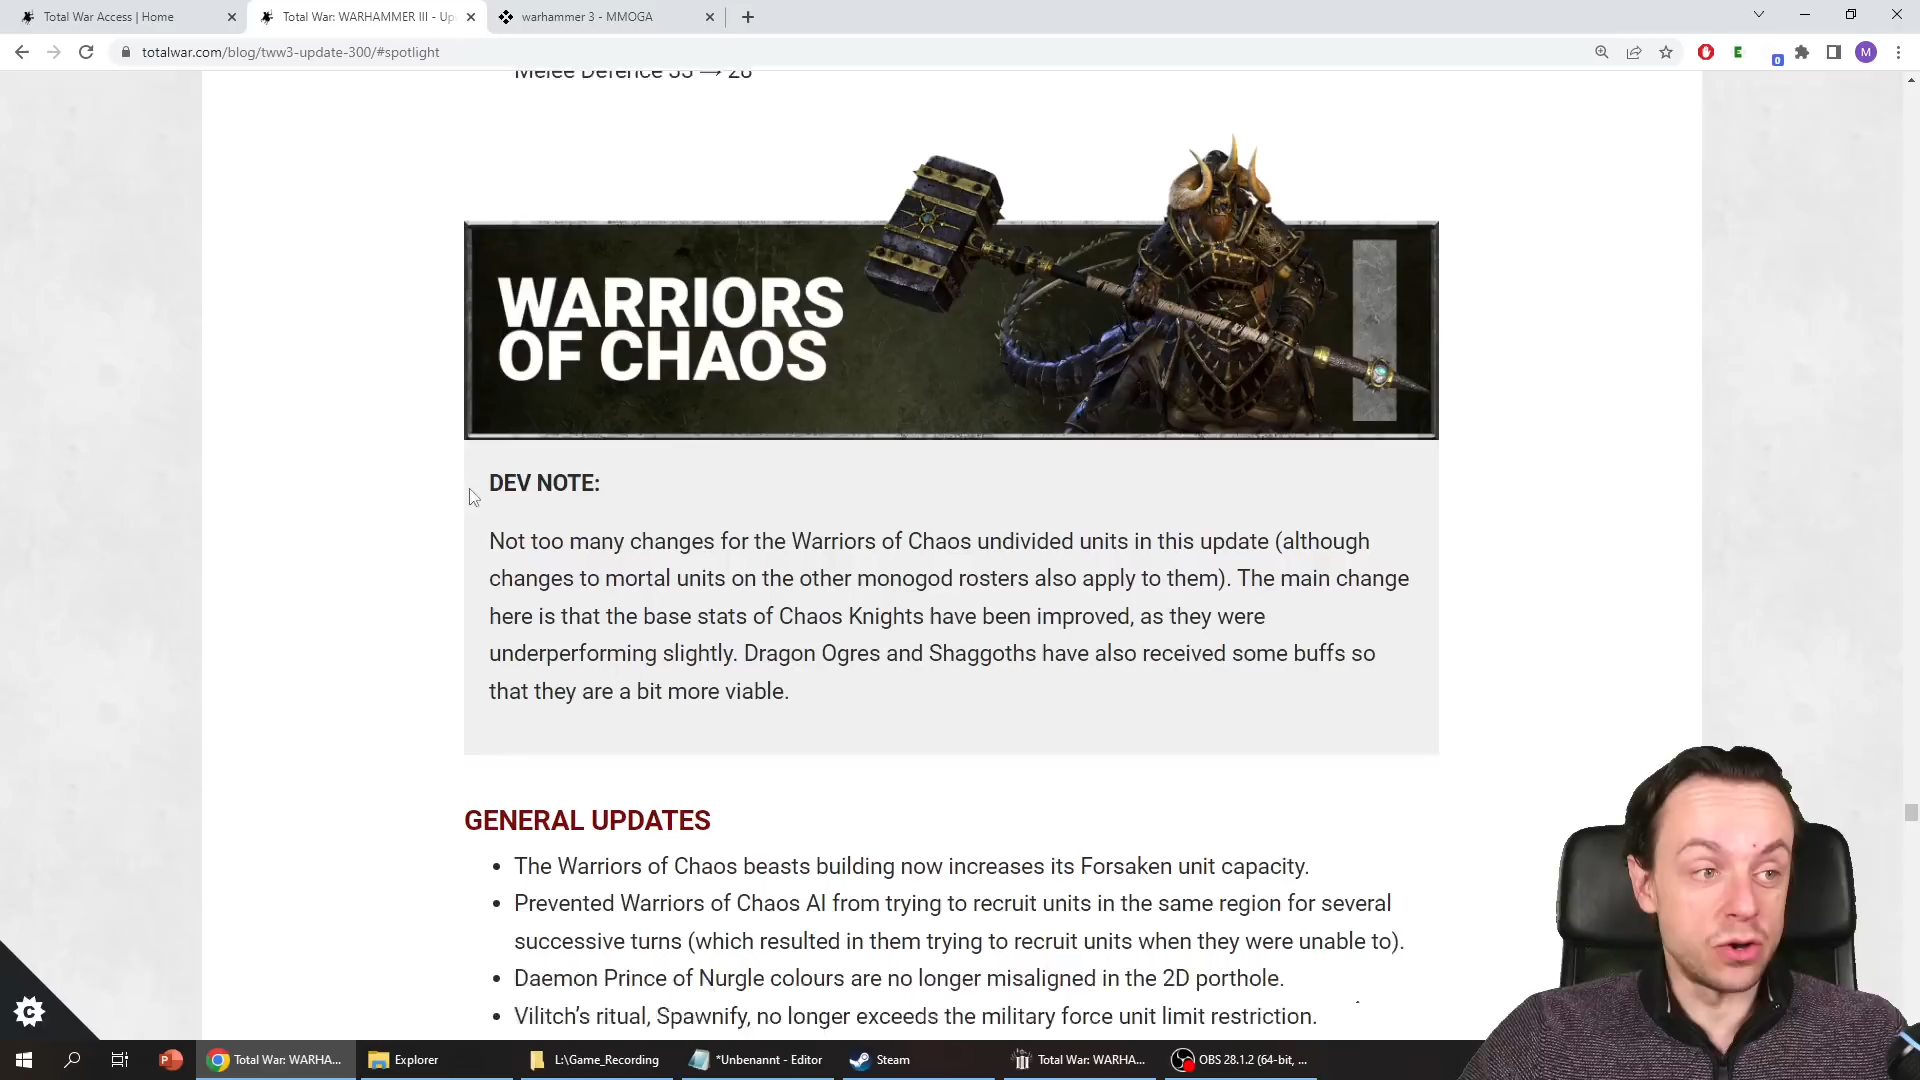 Total War Access | Home
Total War: WARHAMMER III - Up
warhammer 3 - MMOGA
totalwar.com/blog/tww3-update-300/#spotlight
M
0
Melee Defence 33 → 28
WARRIORS
OF CHAOS
DEV NOTE:
Not too many changes for the Warriors of Chaos undivided units in this update (although
changes to mortal units on the other monogod rosters also apply to them). The main change
here is that the base stats of Chaos Knights have been improved, as they were
underperforming slightly. Dragon Ogres and Shaggoths have also received some buffs so
that they are a bit more viable.
GENERAL UPDATES
• The Warriors of Chaos beasts building now increases its Forsaken unit capacity.
• Prevented Warriors of Chaos AI from trying to recruit units in the same region for several
successive turns (which resulted in them trying to recruit units when they were unable to).
• Daemon Prince of Nurgle colours are no longer misaligned in the 2D porthole.
• Vilitch's ritual, Spawnify, no longer exceeds the military force unit limit restriction.
Total War: WARHA...
Explorer
L:\Game_Recording
*Unbenannt - Editor
Steam
Total War: WARHA...
OBS 28.1.2 (64-bit, ...